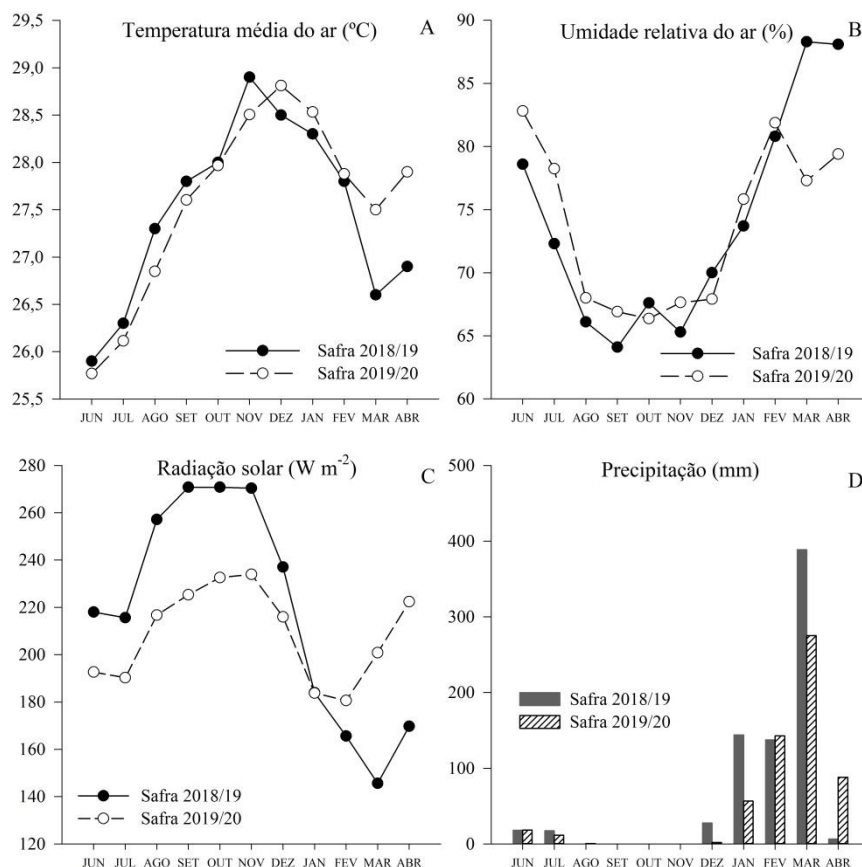 Temperatura média do ar (ºC)
A
29,5
29,0
28,5
28,0
27,5
27,0
26,5
26,0
25,5
Safra 2018/19
Safra 2019/20
JUN JUL AGO SET OUT NOV DEZ JAN FEV MAR ABR
Umidade relativa do ar (%)
B
90
85
80
75
70
65
60
Safra 2018/19
Safra 2019/20
JUN JUL AGO SET OUT NOV DEZ JAN FEV MAR ABR
Radiação solar (W m-2)
C
280
260
240
220
200
180
160
140
120
Safra 2018/19
Safra 2019/20
JUN JUL AGO SET OUT NOV DEZ JAN FEV MAR ABR
Precipitação (mm)
D
500
400
300
200
100
0
Safra 2018/19
Safra 2019/20
JUN JUL AGO SET OUT NOV DEZ JAN FEV MAR ABR